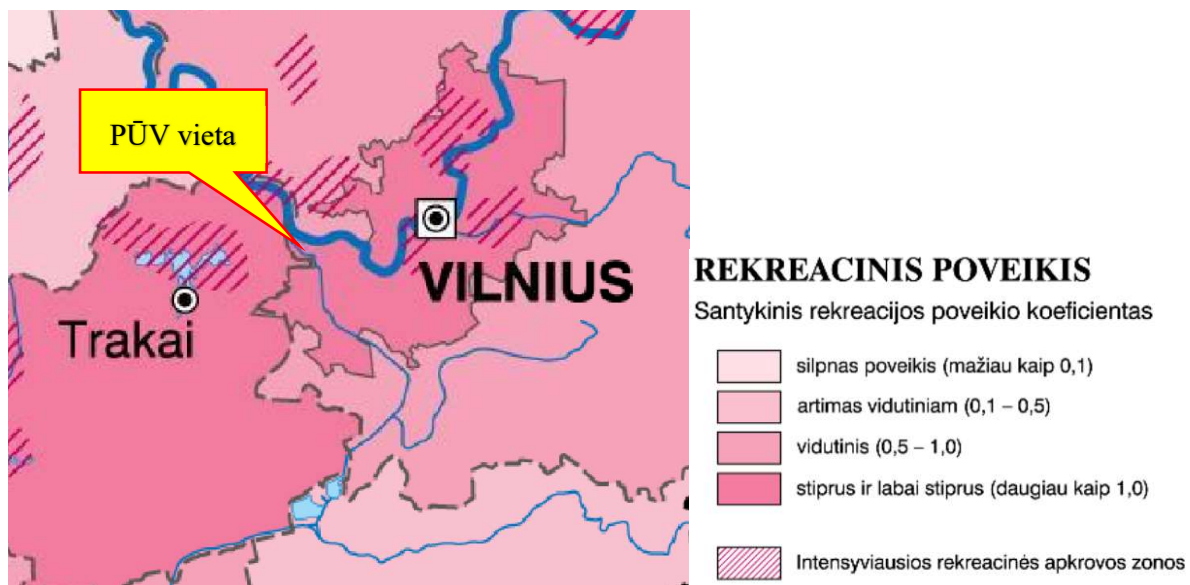 PŪV vieta
VILNIUS
Trakai
REKREACINIS POVEIKIS
Santykinis rekreacijos poveikio koeficientas
silpnas poveikis (mažiau kaip 0,1)
artimas vidutiniam (0,1 – 0,5)
vidutinis (0,5 – 1,0)
stiprus ir labai stiprus (daugiau kaip 1,0)
Intensyviausios rekreacinės apkrovos zonos